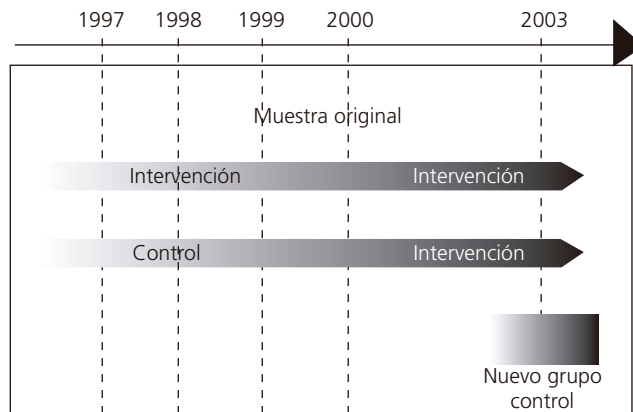 1997 1998 1999 2000 2003
Muestra original
Intervención Intervención
Control Intervención
Nuevo grupo
control